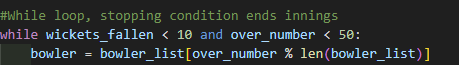 #While loop, stopping condition ends innings
while wickets_fallen < 10 and over_number < 50:
    bowler = bowler_list[over_number % len(bowler_list)]